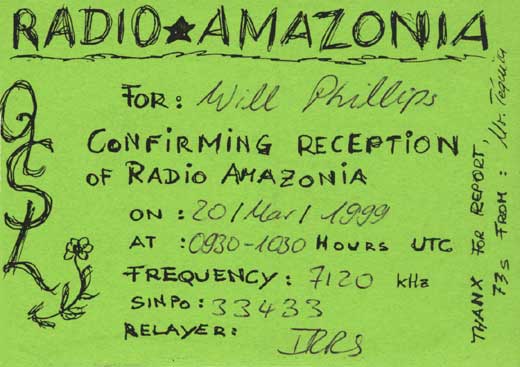 RADIO★AMAZONIA
QSL
FOR: Will Phillips
CONFIRMING RECEPTION
OF RADIO AMAZONIA
ON: 20/Mar/1999
AT: 0930-1030 HOURS UTC
FREQUENCY: 7120 kHz
SINPO: 33433
RELAYER: IRRS
THANX FOR REPORT,
73s FROM: Mr. Tequila